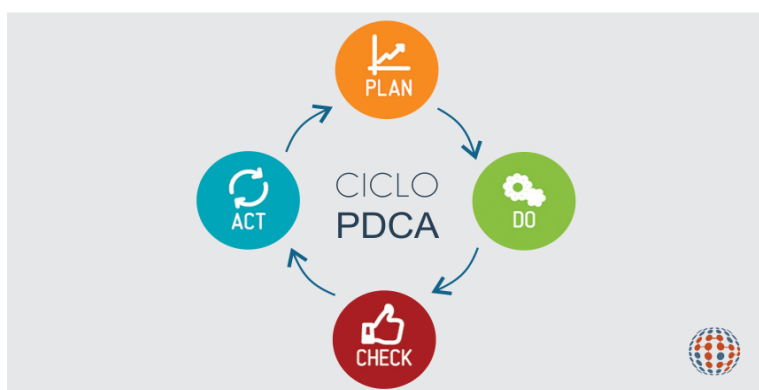 PLAN
ACT
CICLO
PDCA
DO
CHECK